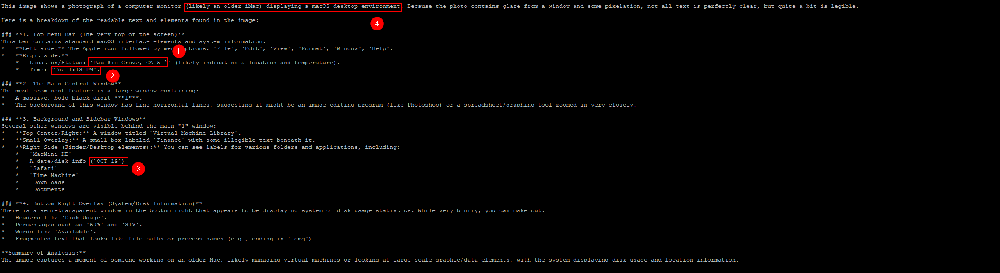 This image shows a photograph of a computer monitor (likely an older iMac) displaying a macOS desktop environment. Because the photo contains glare from a window and some pixelation, not all text is perfectly clear, but quite a bit is legible.
4
Here is a breakdown of the readable text and elements found in the image:
### **1. Top Menu Bar (The very top of the screen)**
This bar contains standard macOS interface elements and system information:
*   **Left side:** The Apple icon followed by menu options: `File`, `Edit`, `View`, `Format`, `Window`, `Help`.
1
*   **Right side:**
    *   Location/Status: `Pac Rio Grove, CA 51°` (likely indicating a location and temperature).
    *   Time: `Tue 1:13 PM`.
2
### **2. The Main Central Window**
The most prominent feature is a large window containing:
*   A massive, bold black digit **"1"**.
*   The background of this window has fine horizontal lines, suggesting it might be an image editing program (like Photoshop) or a spreadsheet/graphing tool zoomed in very closely.
### **3. Background and Sidebar Windows**
Several other windows are visible behind the main "1" window:
*   **Top Center/Right:** A window titled `Virtual Machine Library`.
*   **Small Overlay:** A small box labeled `Finance` with some illegible text beneath it.
*   **Right Side (Finder/Desktop elements):** You can see labels for various folders and applications, including:
    *   `MacMini HD`
    *   A date/disk info (`OCT 19`)
3
    *   `Safari`
    *   `Time Machine`
    *   `Downloads`
    *   `Documents`
### **4. Bottom Right Overlay (System/Disk Information)**
There is a semi-transparent window in the bottom right that appears to be displaying system or disk usage statistics. While very blurry, you can make out:
*   Headers like `Disk Usage`.
*   Percentages such as `60%` and `31%`.
*   Words like `Available`.
*   Fragmented text that looks like file paths or process names (e.g., ending in `.dmg`).
**Summary of Analysis:**
The image captures a moment of someone working on an older Mac, likely managing virtual machines or looking at large-scale graphic/data elements, with the system displaying disk usage and location information.